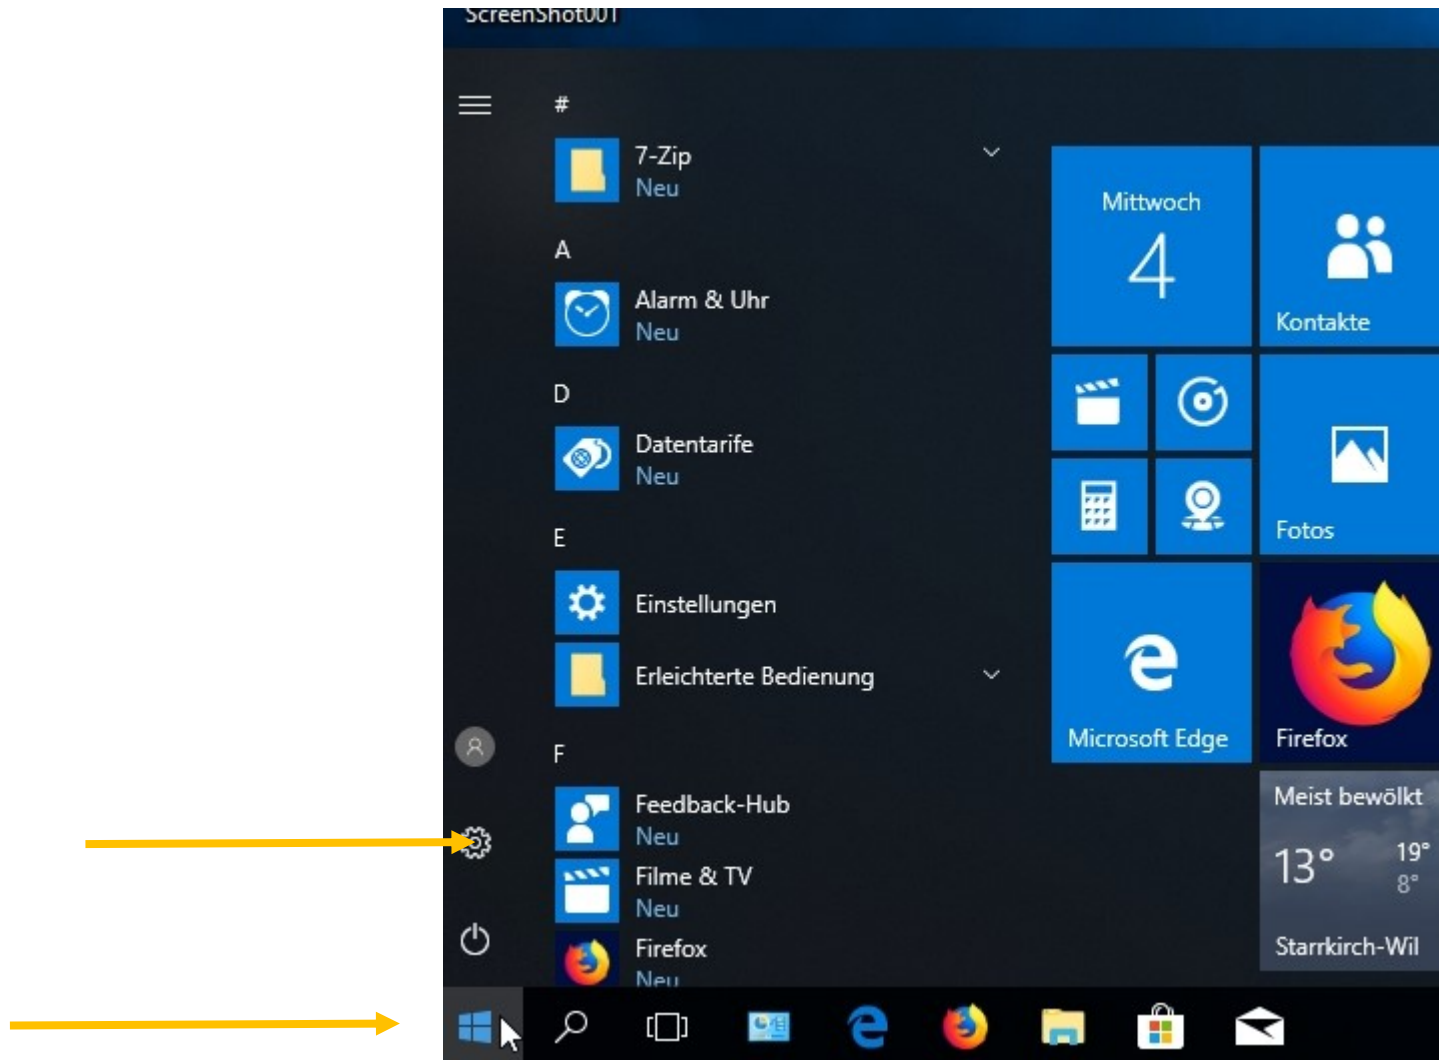 ScreenShot001
#
7-Zip
Neu
A
Alarm & Uhr
Neu
D
Datentarife
Neu
E
Einstellungen
Erleichterte Bedienung
F
Feedback-Hub
Neu
Filme & TV
Neu
Firefox
Neu
Mittwoch
4
Kontakte
Fotos
Microsoft Edge
Firefox
Meist bewölkt
13° 19°
8°
Starrkirch-Wil